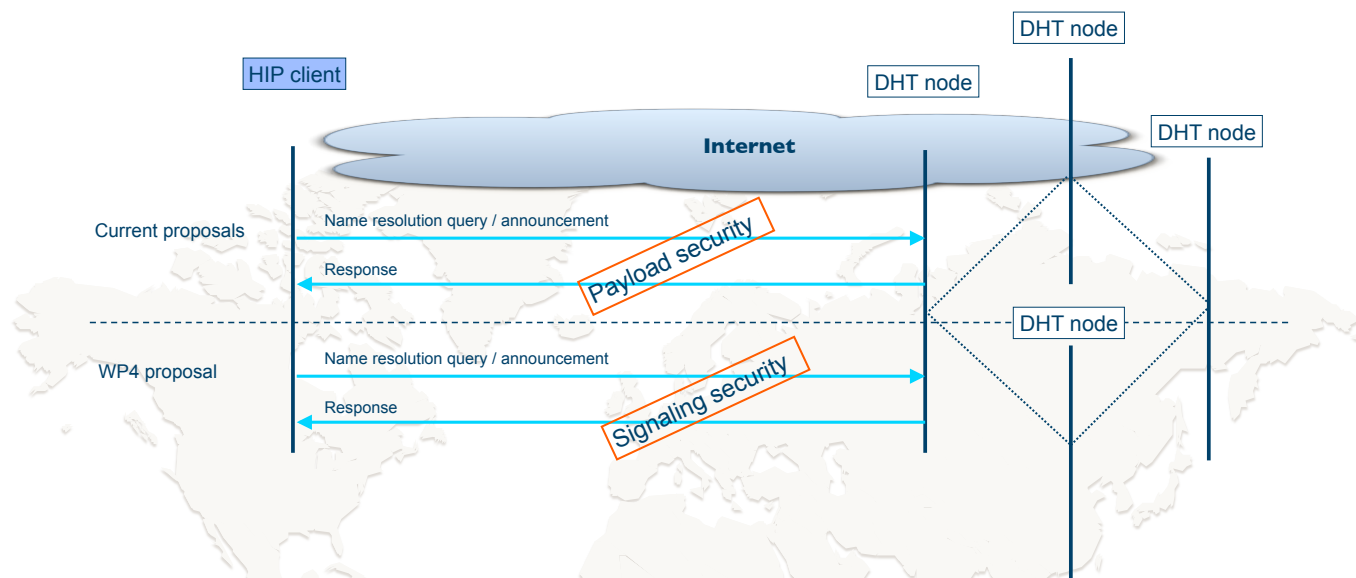 DHT node
HIP client
DHT node
DHT node
Internet
Current proposals
Name resolution query / announcement
Payload security
Response
DHT node
WP4 proposal
Name resolution query / announcement
Signaling security
Response